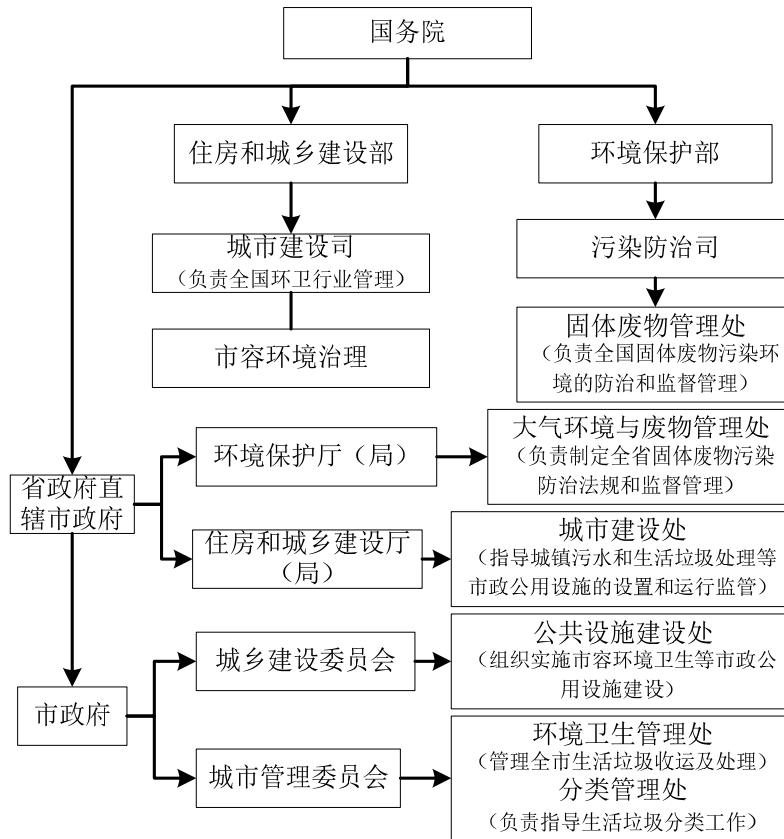 国务院
住房和城乡建设部
环境保护部
城市建设司
（负责全国环卫行业管理）
污染防治司
市容环境治理
固体废物管理处
（负责全国固体废物污染环
境的防治和监督管理）
省政府直
辖市政府
环境保护厅（局）
大气环境与废物管理处
（负责制定全省固体废物污染
防治法规和监督管理）
住房和城乡建设厅
（局）
城市建设处
（指导城镇污水和生活垃圾处理等
市政公用设施的设置和运行监管）
市政府
城乡建设委员会
公共设施建设处
（组织实施市容环境卫生等市政公
用设施建设）
城市管理委员会
环境卫生管理处
（管理全市生活垃圾收运及处理）
分类管理处
（负责指导生活垃圾分类工作）